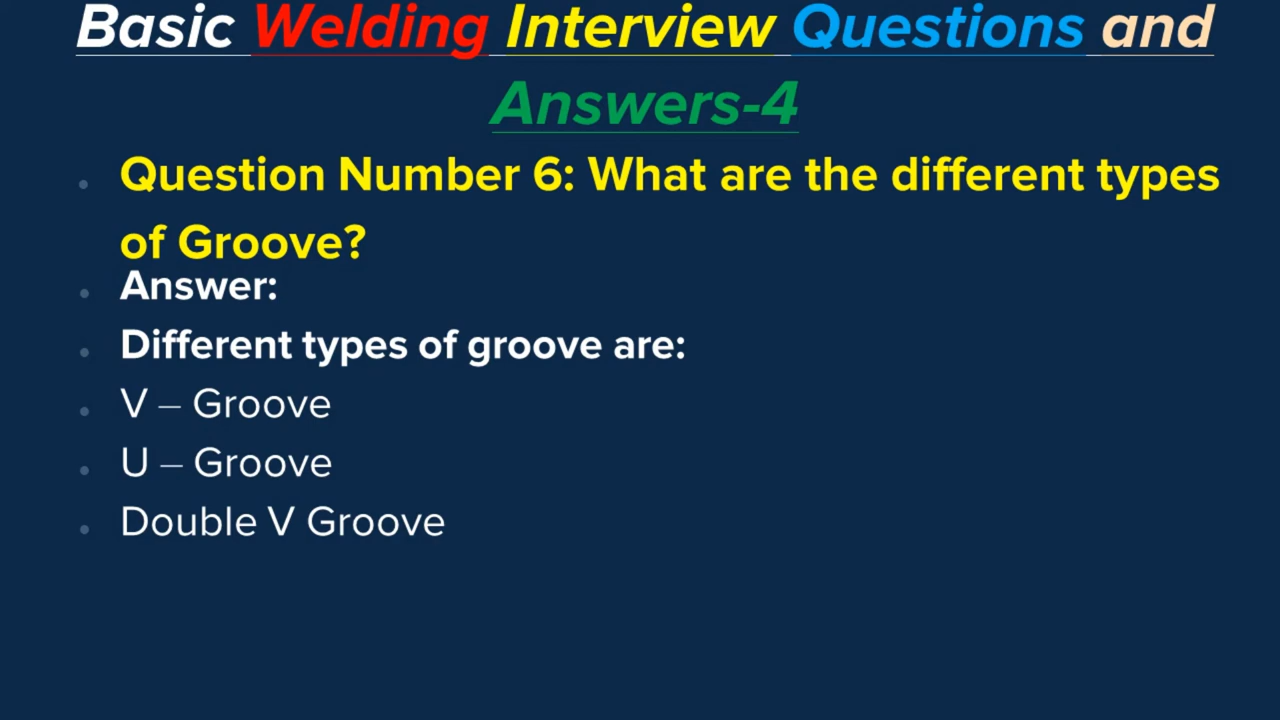 Basic Welding Interview Questions and
Answers-4
Question Number 6: What are the different types
of Groove?
Answer:
Different types of groove are:
V – Groove
U – Groove
Double V Groove